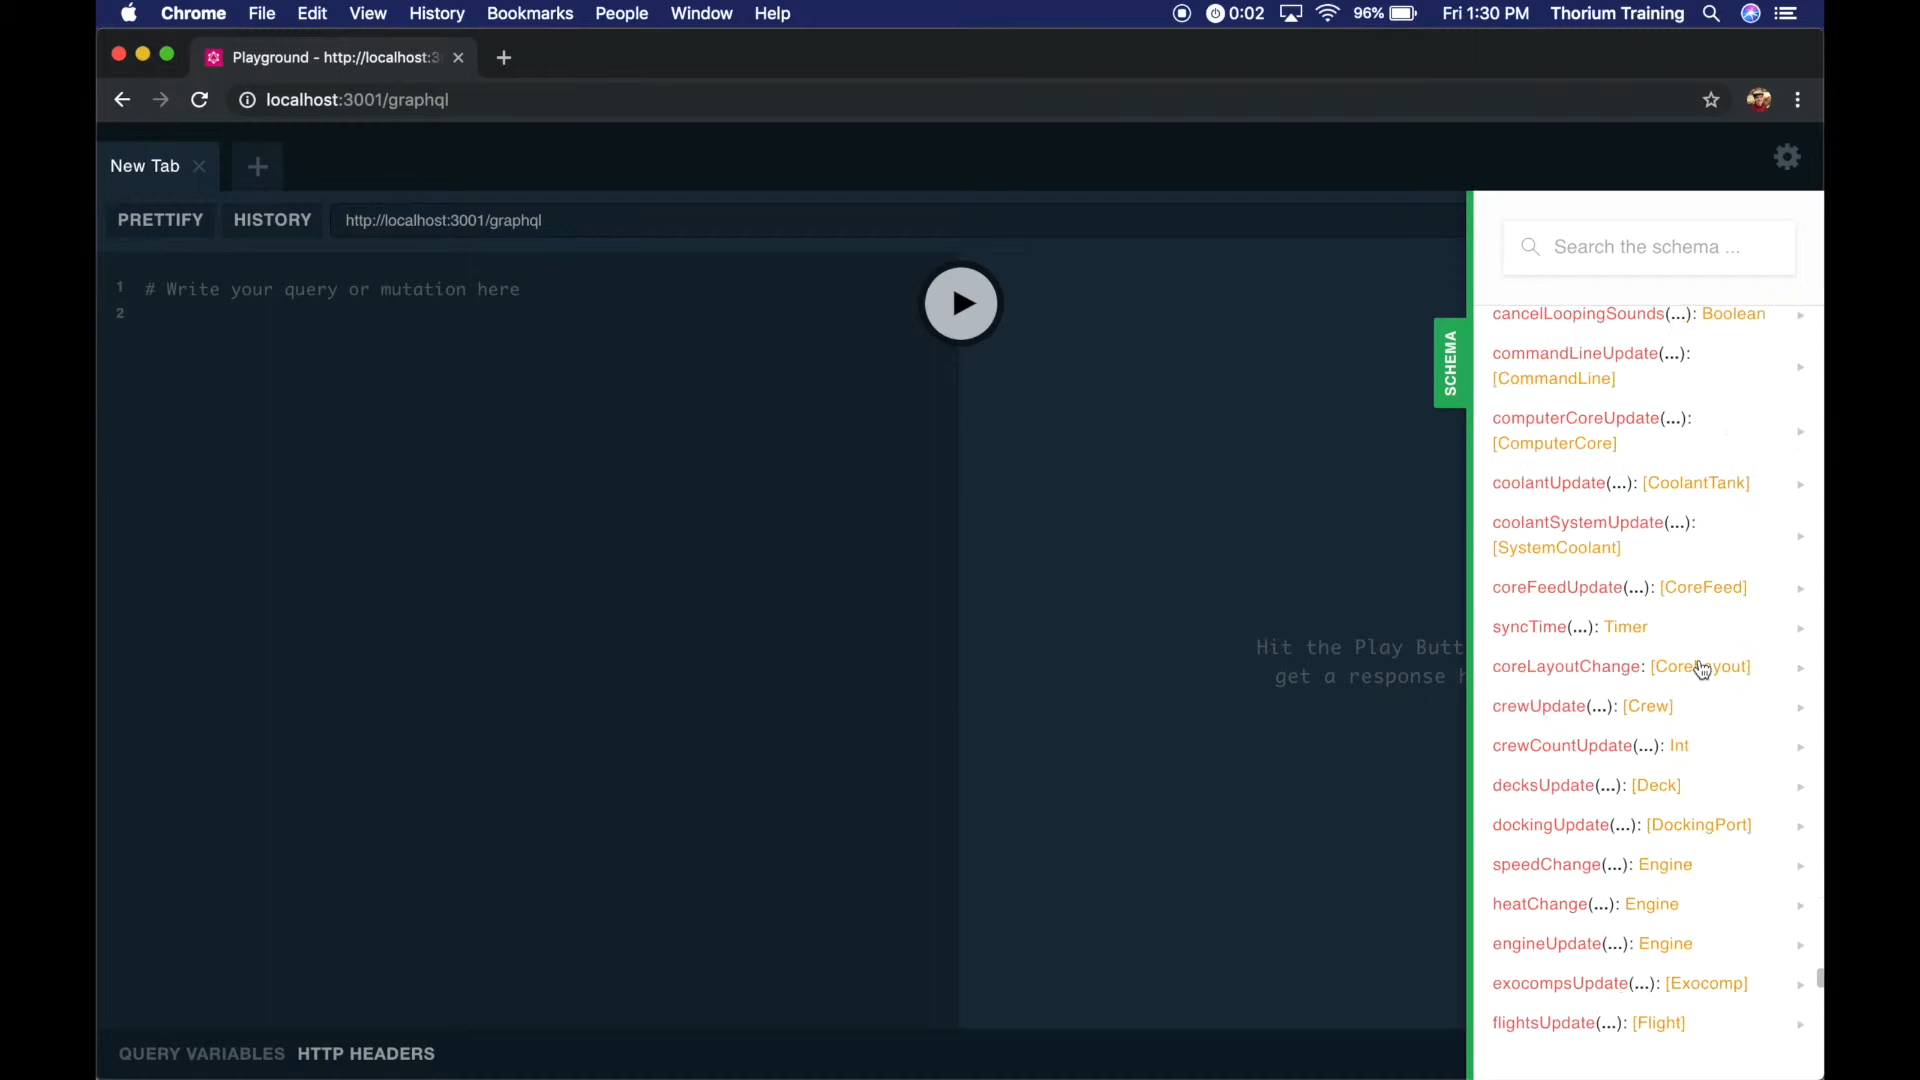 Chrome File Edit View History Bookmarks People Window Help 0:02 96% Fri 1:30 PM Thorium Training
Playground - http://localhost:3
localhost:3001/graphql
New Tab
PRETTIFY HISTORY http://localhost:3001/graphql
Search the schema ...
1 # Write your query or mutation here
2
SCHEMA
Hit the Play Butt
get a response
cancelLoopingSounds(...): Boolean
commandLineUpdate(...):
[CommandLine]
computerCoreUpdate(...):
[ComputerCore]
coolantUpdate(...): [CoolantTank]
coolantSystemUpdate(...):
[SystemCoolant]
coreFeedUpdate(...): [CoreFeed]
syncTime(...): Timer
coreLayoutChange: [CoreLayout]
crewUpdate(...): [Crew]
crewCountUpdate(...): Int
decksUpdate(...): [Deck]
dockingUpdate(...): [DockingPort]
speedChange(...): Engine
heatChange(...): Engine
engineUpdate(...): Engine
exocompsUpdate(...): [Exocomp]
flightsUpdate(...): [Flight]
QUERY VARIABLES HTTP HEADERS